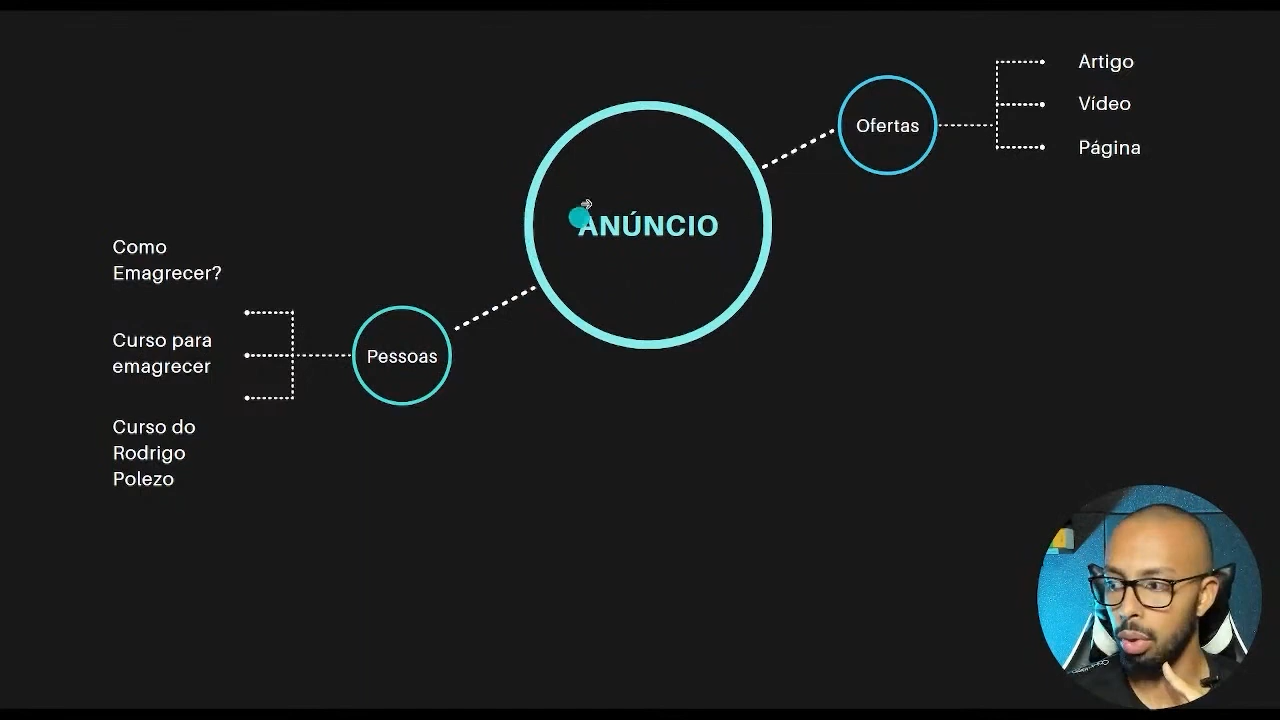 ANÚNCIO
Ofertas
Artigo
Vídeo
Página
Pessoas
Como
Emagrecer?
Curso para
emagrecer
Curso do
Rodrigo
Polezo